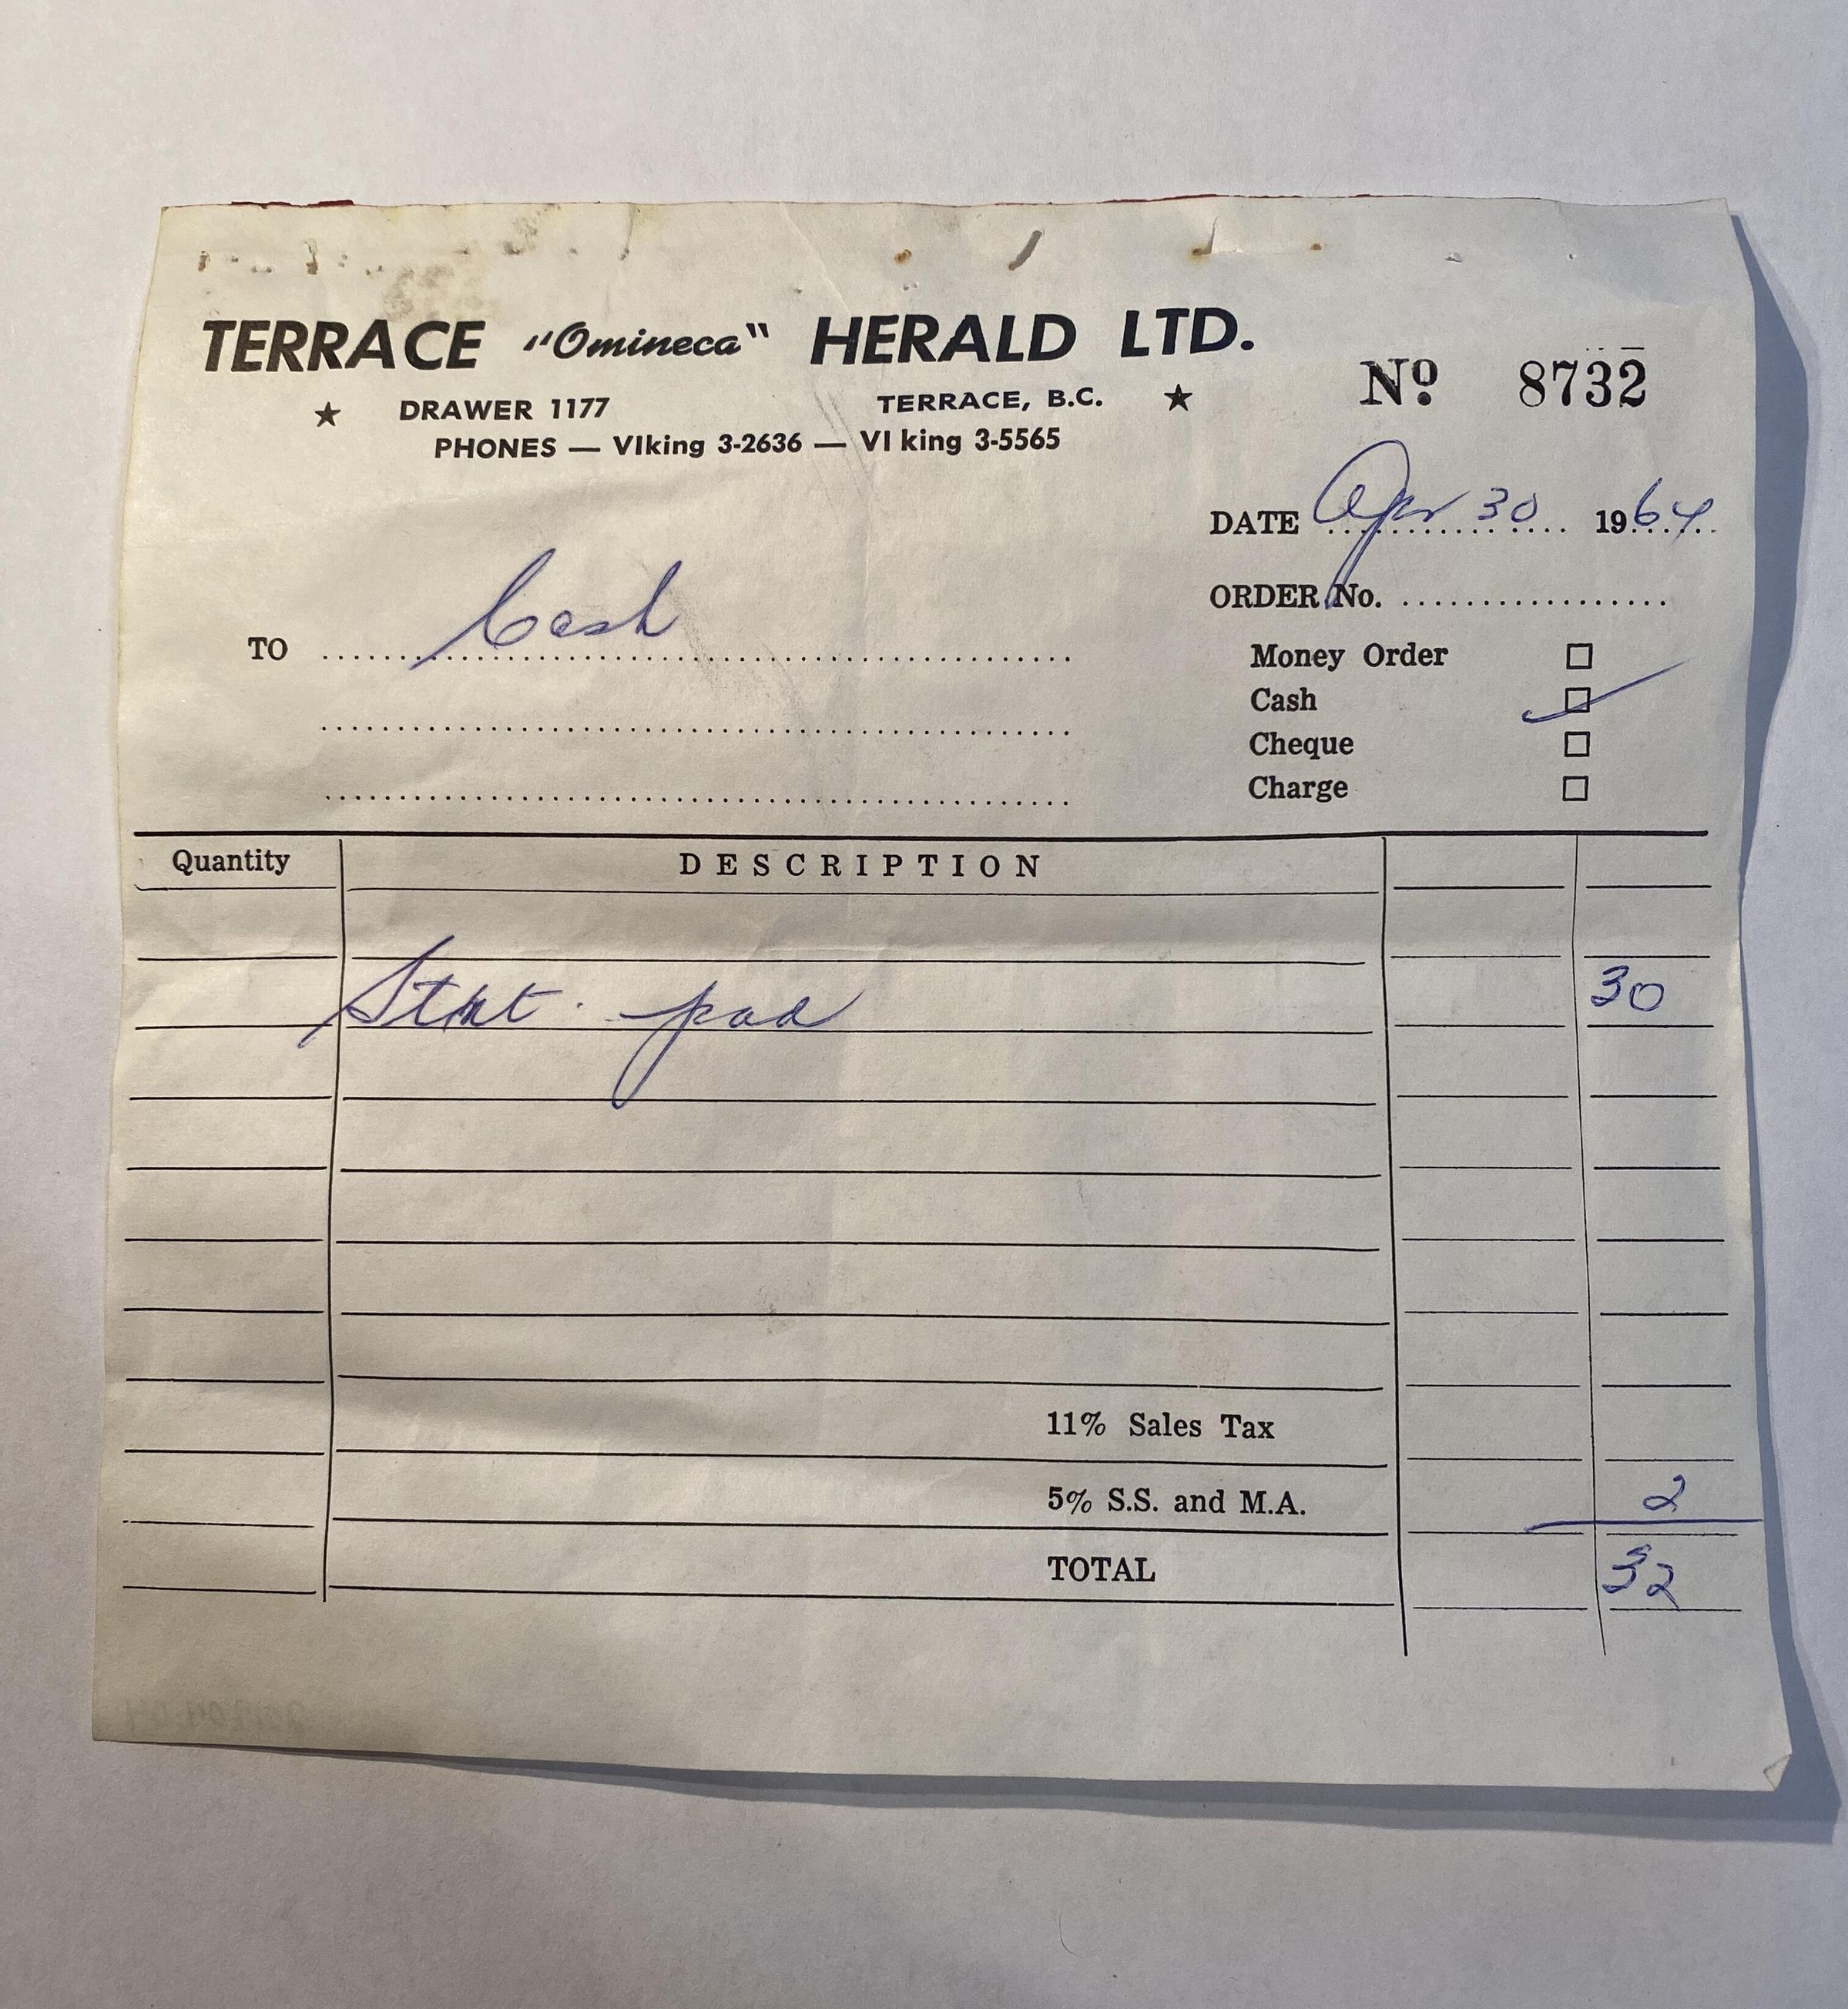 TERRACE "Omineca" HERALD LTD.
★ DRAWER 1177 TERRACE, B.C. ★
PHONES — VIking 3-2636 — VI king 3-5565
Nº 8732
DATE Apr 30 1964
ORDER No.
TO Cash
Money Order
Cash
Cheque
Charge
Quantity DESCRIPTION
Stmt. pad 30
11% Sales Tax
5% S.S. and M.A. 2
TOTAL 32